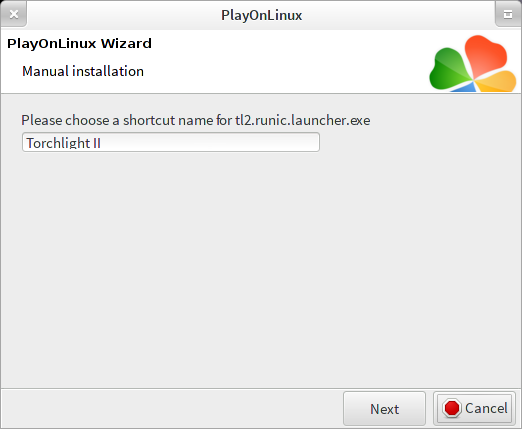 PlayOnLinux
PlayOnLinux Wizard
Manual installation
Please choose a shortcut name for tl2.runic.launcher.exe
Torchlight II
Next
Cancel